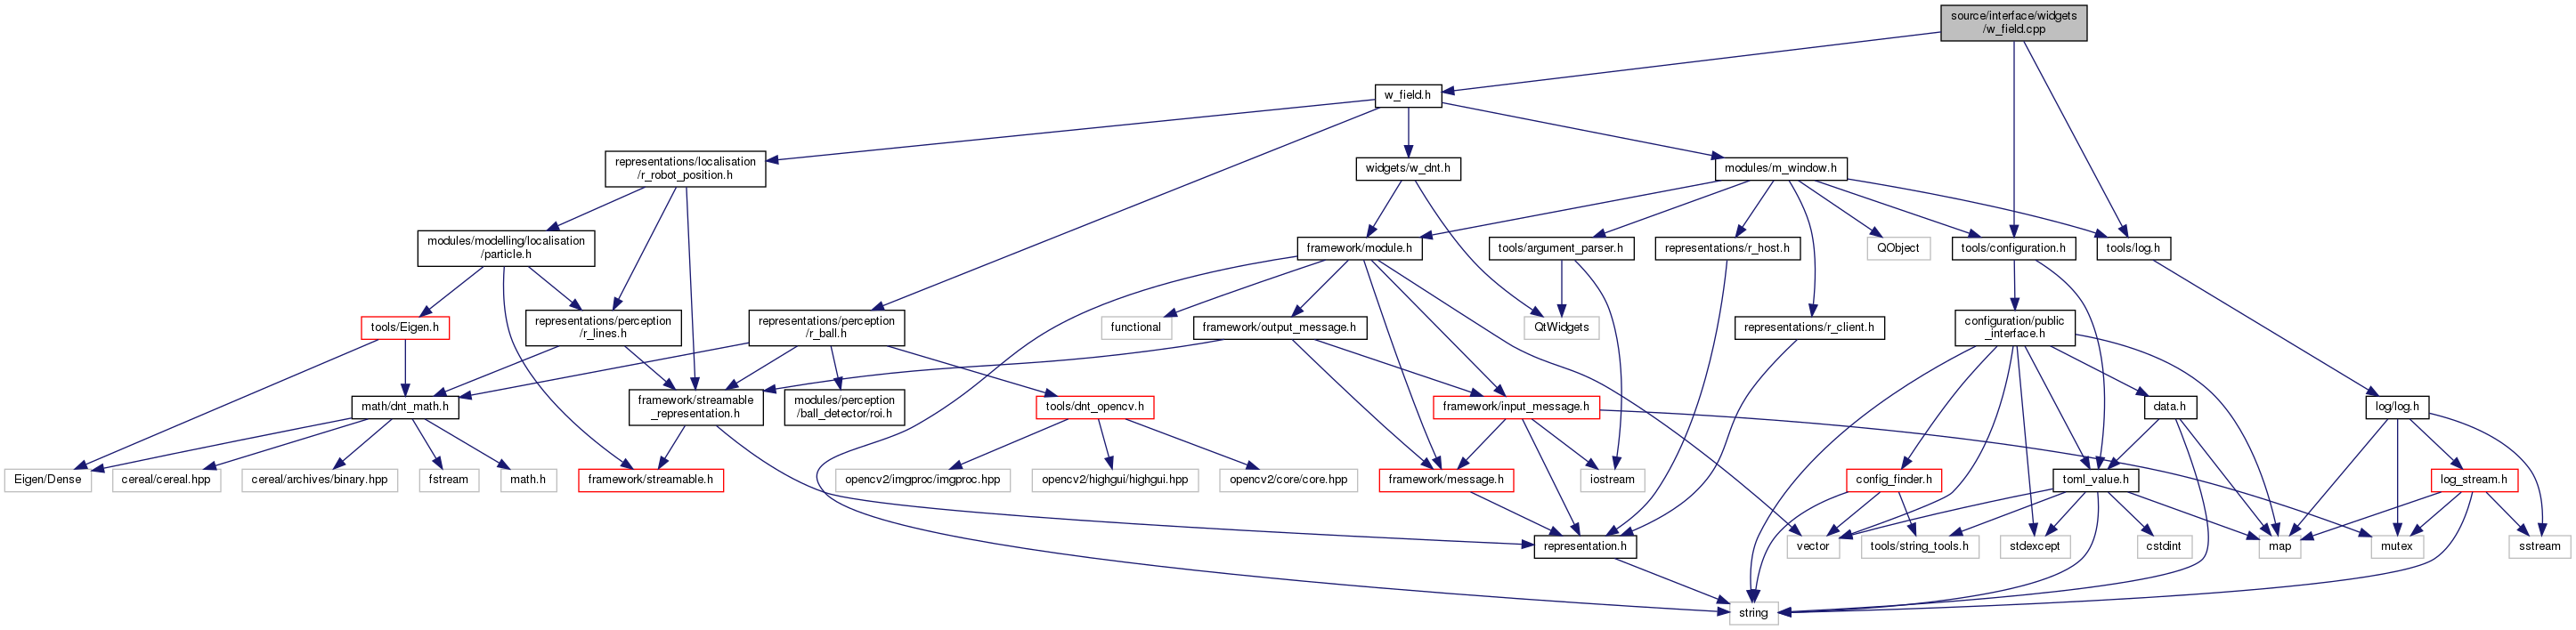 source/interface/widgets
/w_field.cpp
w_field.h
representations/localisation
/r_robot_position.h
widgets/w_dnt.h
modules/m_window.h
modules/modelling/localisation
/particle.h
framework/module.h
tools/argument_parser.h
representations/r_host.h
QObject
tools/configuration.h
tools/log.h
tools/Eigen.h
representations/perception
/r_lines.h
representations/perception
/r_ball.h
functional
framework/output_message.h
QtWidgets
representations/r_client.h
configuration/public
_interface.h
math/dnt_math.h
framework/streamable
_representation.h
modules/perception
/ball_detector/roi.h
tools/dnt_opencv.h
framework/input_message.h
data.h
log/log.h
Eigen/Dense
cereal/cereal.hpp
cereal/archives/binary.hpp
fstream
math.h
framework/streamable.h
opencv2/imgproc/imgproc.hpp
opencv2/highgui/highgui.hpp
opencv2/core/core.hpp
framework/message.h
iostream
config_finder.h
toml_value.h
log_stream.h
representation.h
vector
tools/string_tools.h
stdexcept
cstdint
map
mutex
sstream
string